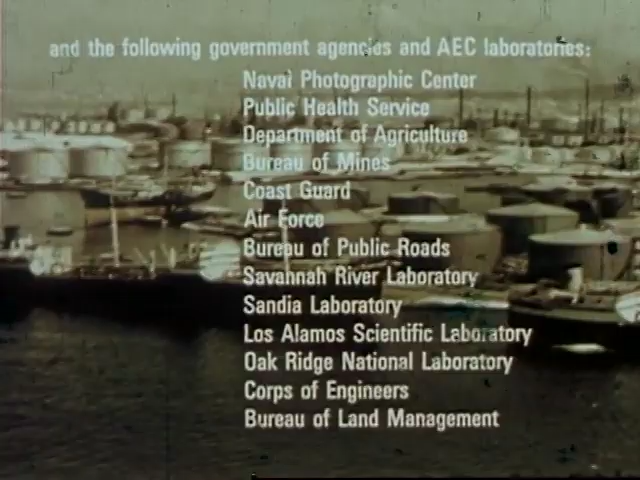 and the following government agencies and AEC laboratories:
Naval Photographic Center
Public Health Service
Department of Agriculture
Bureau of Mines
Coast Guard
Air Force
Bureau of Public Roads
Savannah River Laboratory
Sandia Laboratory
Los Alamos Scientific Laboratory
Oak Ridge National Laboratory
Corps of Engineers
Bureau of Land Management